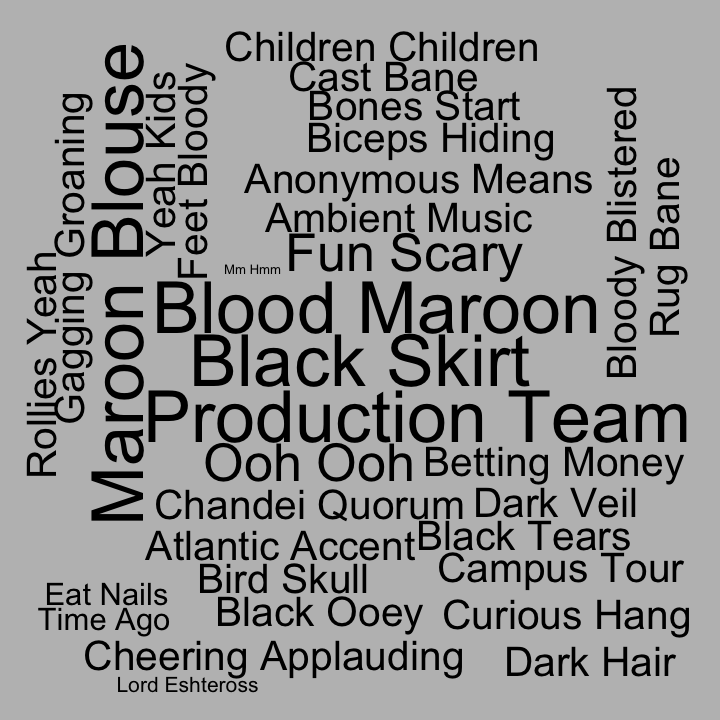 Children Children
Cast Bane
Bones Start
Biceps Hiding
Anonymous Means
Ambient Music
Fun Scary
Mm Hmm
Blood Maroon
Black Skirt
Production Team
Ooh Ooh
Betting Money
Chandei Quorum
Dark Veil
Atlantic Accent
Black Tears
Bird Skull
Campus Tour
Eat Nails
Time Ago
Black Ooey
Curious Hang
Cheering Applauding
Dark Hair
Lord Eshteross
Rollies Yeah
Gagging Groaning
Maroon Blouse
Yeah Kids
Feet Bloody
Bloody Blistered
Rug Bane